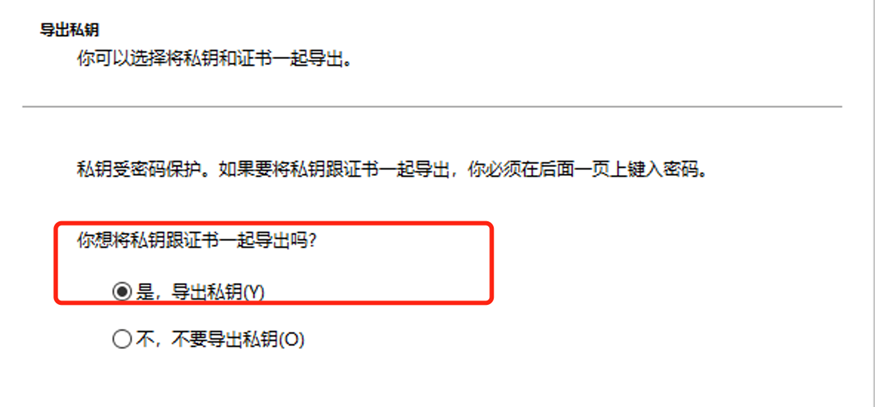 导出私钥
你可以选择将私钥和证书一起导出。
私钥受密码保护。如果要将私钥跟证书一起导出，你必须在后面一页上键入密码。
你想将私钥跟证书一起导出吗?
是，导出私钥(Y)
不，不要导出私钥(O)